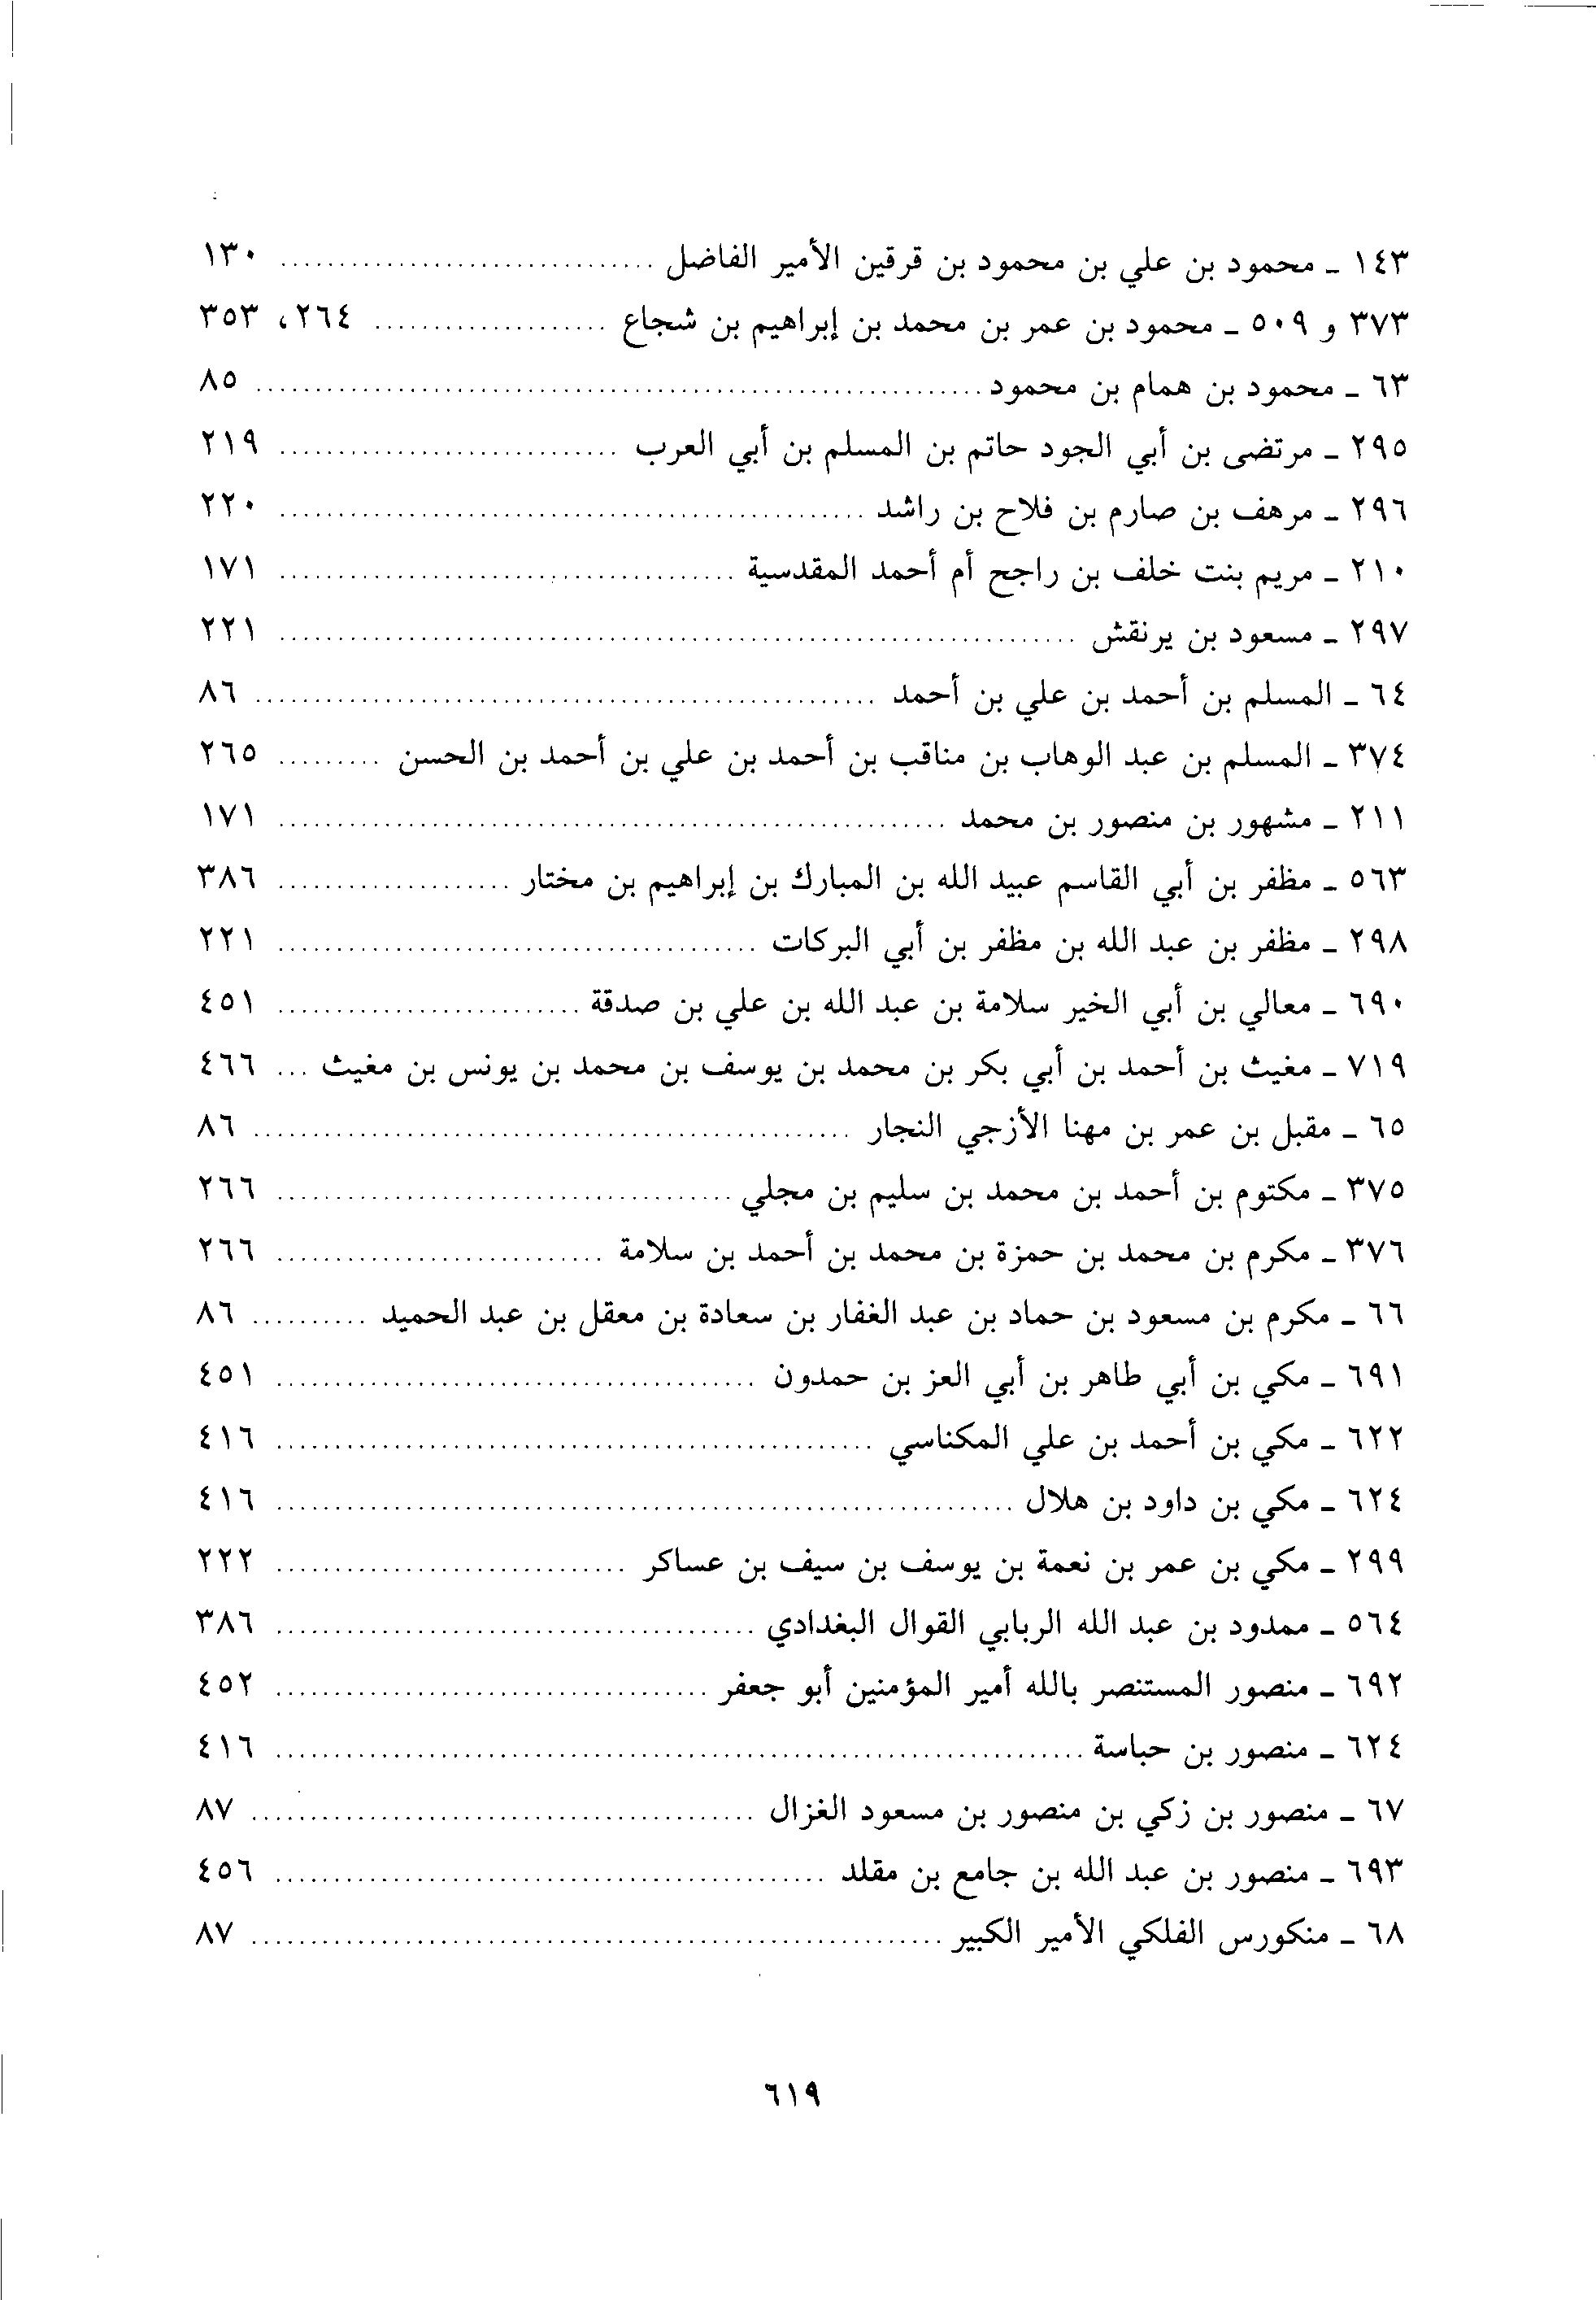 ١٤٣ ـ محمود بن علي بن محمود بن قرقين الأمير الفاضل ................................ ١٣٠
٣٧٣ و ٥٠٩ ـ محمود بن عمر بن محمد بن إبراهيم بن شجاع .................... ٢٦٤، ٣٥٣
٦٣ ـ محمود بن همام بن محمود ............................................................... ٨٥
٢٩٥ ـ مرتضى بن أبي الجود حاتم بن المسلم بن أبي العرب ............................. ٢١٩
٢٩٦ ـ مرهف بن صارم بن فلاح بن راشد .................................................. ٢٢٠
٢١٠ ـ مريم بنت خلف بن راجح أم أحمد المقدسية ....................................... ١٧١
٢٩٧ ـ مسعود بن يرنقش .................................................................... ٢٢١
٦٤ ـ المسلم بن أحمد بن علي بن أحمد ..................................................... ٨٦
٣٧٤ ـ المسلم بن عبد الوهاب بن مناقب بن أحمد بن علي بن أحمد بن الحسن ......... ٢٦٥
٢١١ ـ مشهور بن منصور بن محمد ......................................................... ١٧١
٥٦٣ ـ مظفر بن أبي القاسم عبيد الله بن المبارك بن إبراهيم بن مختار .................... ٣٨٦
٢٩٨ ـ مظفر بن عبد الله بن مظفر بن أبي البركات ......................................... ٢٢١
٦٩٠ ـ معالي بن أبي الخير سلامة بن عبد الله بن علي بن صدقة .......................... ٤٥١
٧١٩ ـ مغيث بن أحمد بن أبي بكر بن محمد بن يوسف بن محمد بن يونس بن مغيث ... ٤٦٦
٦٥ ـ مقبل بن عمر بن مهنا الأزجي النجار ................................................... ٨٦
٣٧٥ ـ مكتوم بن أحمد بن محمد بن سليم بن مجلي ....................................... ٢٦٦
٣٧٦ ـ مكرم بن محمد بن حمزة بن محمد بن أحمد بن سلامة ............................ ٢٦٦
٦٦ ـ مكرم بن مسعود بن حماد بن عبد الغفار بن سعادة بن معقل بن عبد الحميد .......... ٨٦
٦٩١ ـ مكي بن أبي طاهر بن أبي العز بن حمدون ......................................... ٤٥١
٦٢٢ ـ مكي بن أحمد بن علي المكناسي ................................................... ٤١٦
٦٢٤ ـ مكي بن داود بن هلال ............................................................... ٤١٦
٢٩٩ ـ مكي بن عمر بن نعمة بن يوسف بن سيف بن عساكر .............................. ٢٢٢
٥٦٤ ـ ممدود بن عبد الله الربابي القوال البغدادي ......................................... ٣٨٦
٦٩٢ ـ منصور المستنصر بالله أمير المؤمنين أبو جعفر ..................................... ٤٥٢
٦٢٤ ـ منصور بن حباسة ..................................................................... ٤١٦
٦٧ ـ منصور بن زكي بن منصور بن مسعود الغزال ........................................... ٨٧
٦٩٣ ـ منصور بن عبد الله بن جامع بن مقلد ............................................... ٤٥٦
٦٨ ـ منكورس الفلكي الأمير الكبير ........................................................... ٨٧
٦١٩